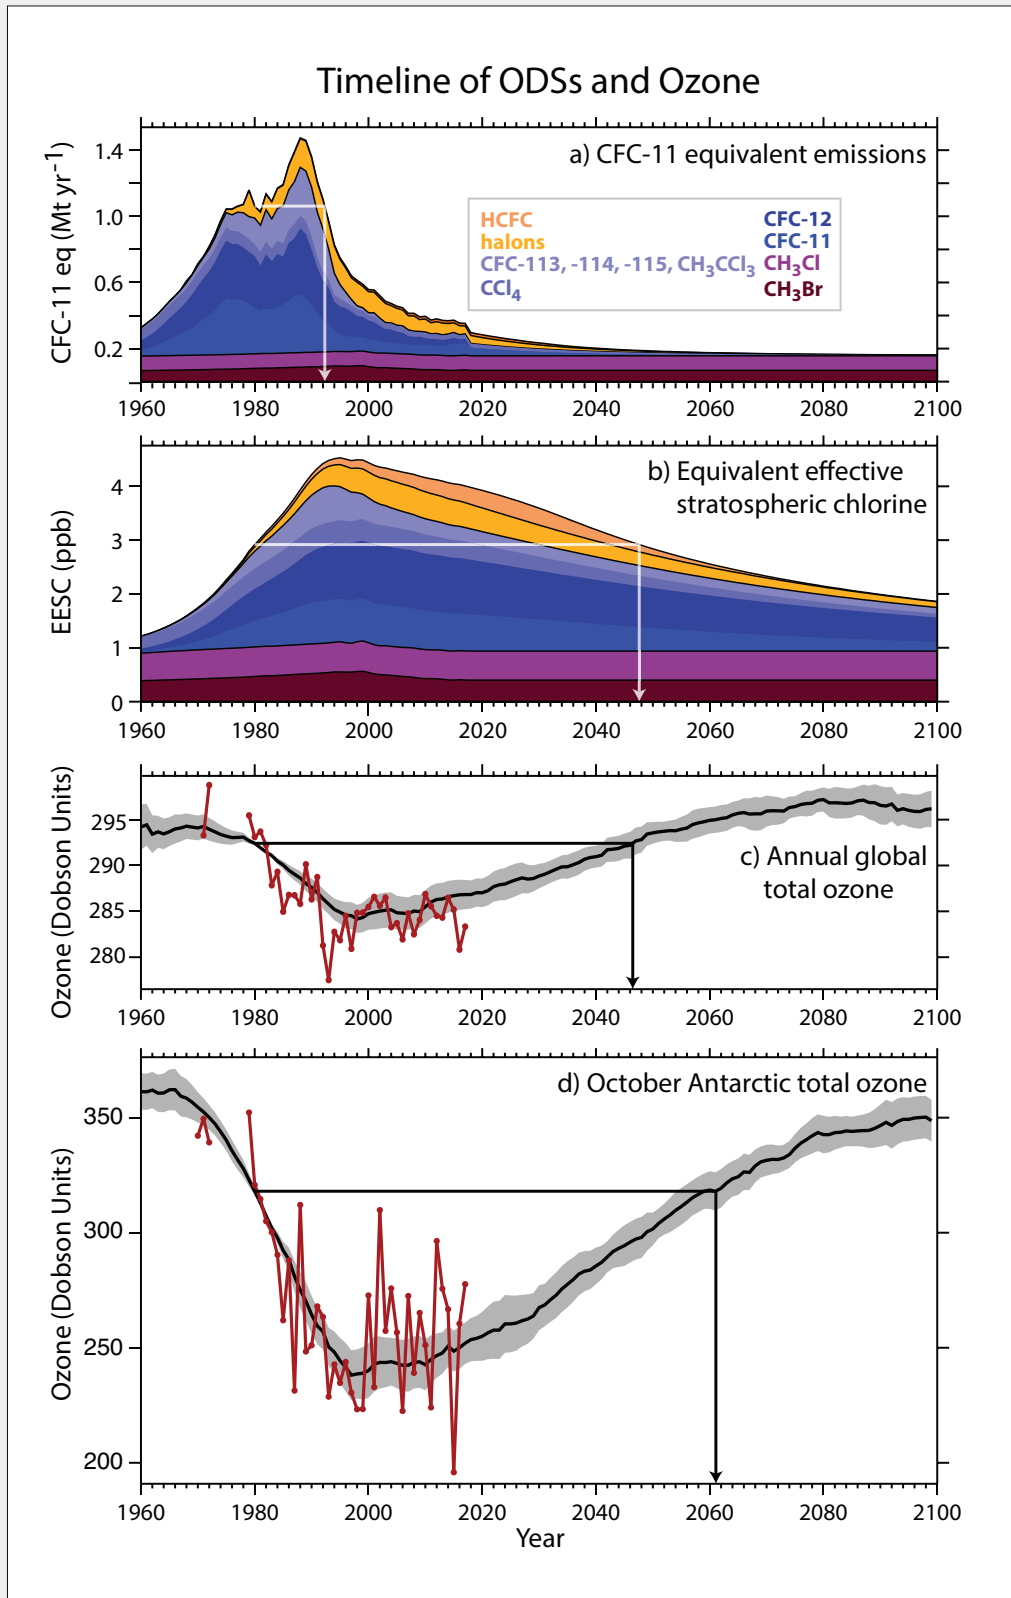 Timeline of ODSs and Ozone
CFC-11 eq (Mt yr⁻¹)
a) CFC-11 equivalent emissions
1.4
1.0
0.6
0.2
HCFC
halons
CFC-113, -114, -115, CH₃CCl₃
CCl₄
CFC-12
CFC-11
CH₃Cl
CH₃Br
1960 1980 2000 2020 2040 2060 2080 2100
EESC (ppb)
b) Equivalent effective
stratospheric chlorine
4
3
2
1
0
1960 1980 2000 2020 2040 2060 2080 2100
Ozone (Dobson Units)
295
290
285
280
c) Annual global
total ozone
1960 1980 2000 2020 2040 2060 2080 2100
Ozone (Dobson Units)
d) October Antarctic total ozone
350
300
250
200
1960 1980 2000 2020 2040 2060 2080 2100
Year